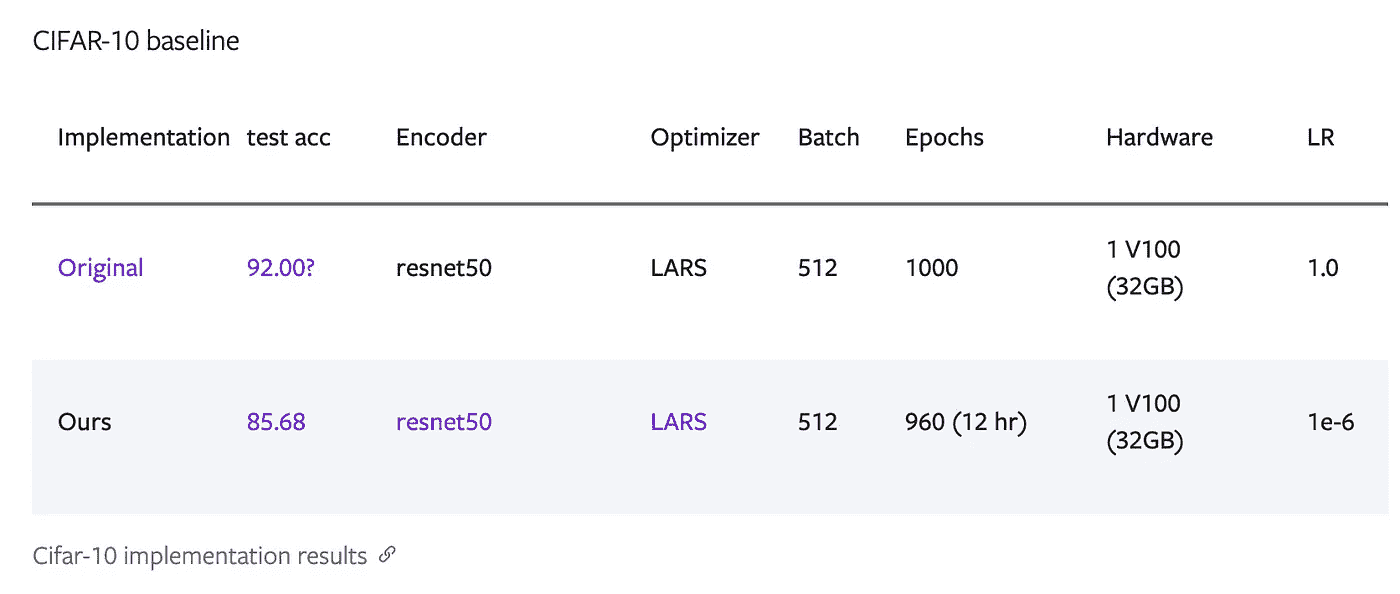 CIFAR-10 baseline
Implementation test acc Encoder Optimizer Batch Epochs Hardware LR
Original 92.00? resnet50 LARS 512 1000 1 V100 (32GB) 1.0
Ours 85.68 resnet50 LARS 512 960 (12 hr) 1 V100 (32GB) 1e-6
Cifar-10 implementation results